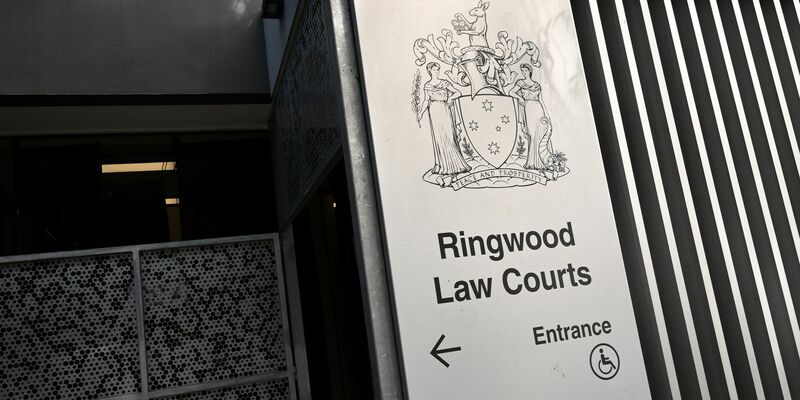 PEACE AND PROSPERITY
Ringwood
Law Courts
Entrance